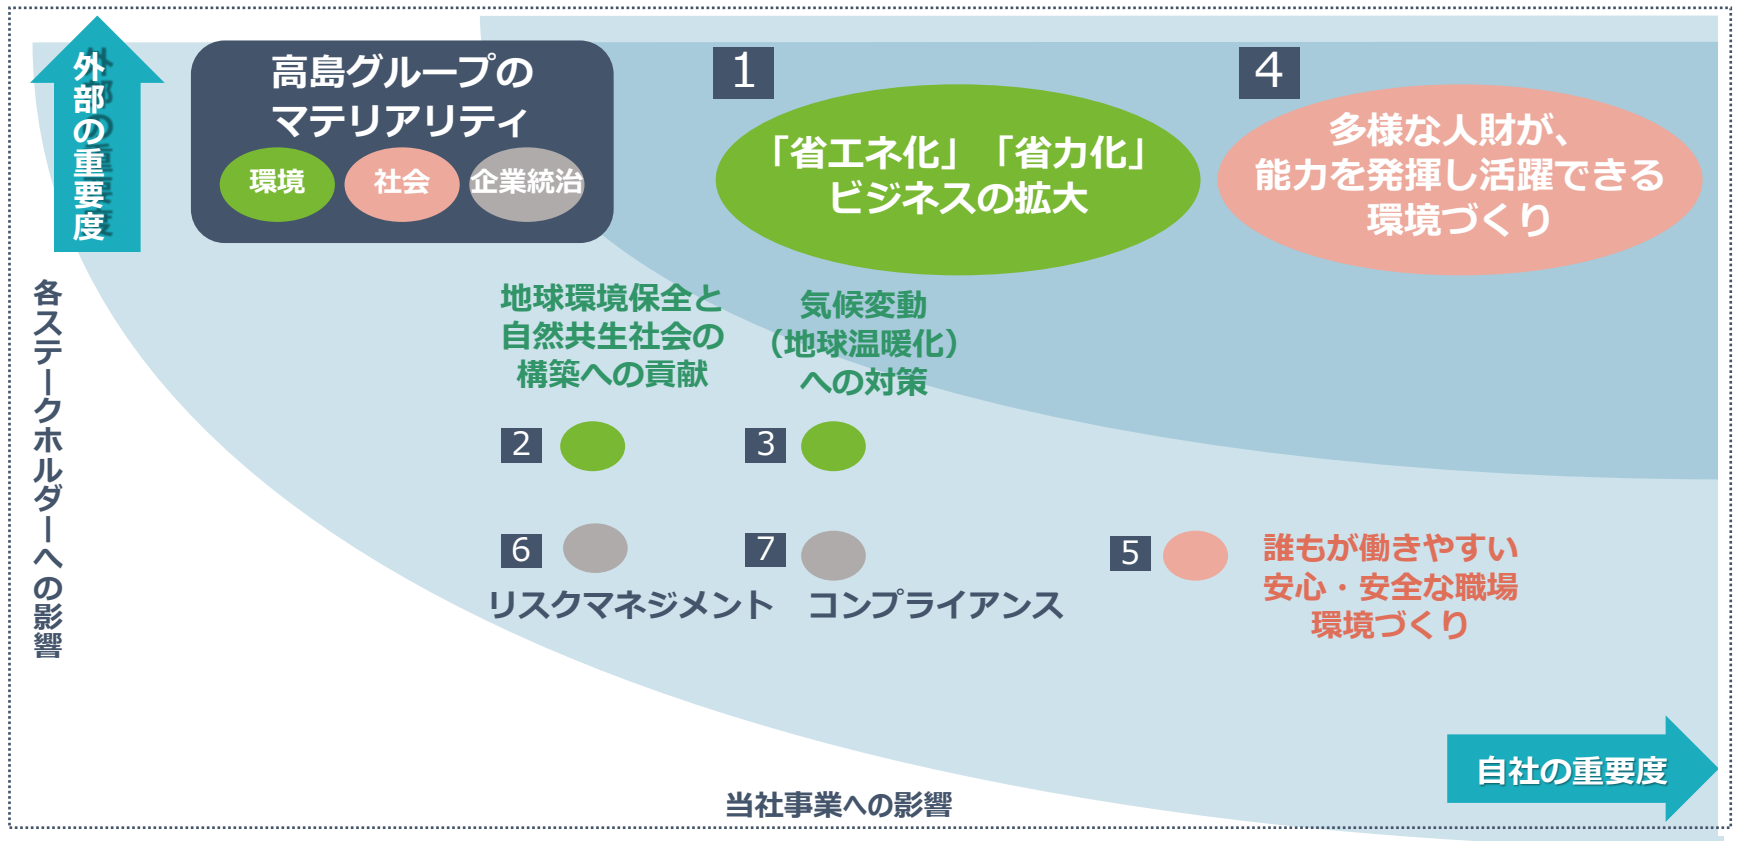 外部の重要度
各ステークホルダーへの影響
高島グループの
マテリアリティ
環境
社会
企業統治
1
「省エネ化」「省力化」
ビジネスの拡大
4
多様な人財が、
能力を発揮し活躍できる
環境づくり
地球環境保全と
自然共生社会の
構築への貢献
2
気候変動
（地球温暖化）
への対策
3
6
リスクマネジメント
7
コンプライアンス
5
誰もが働きやすい
安心・安全な職場
環境づくり
自社の重要度
当社事業への影響